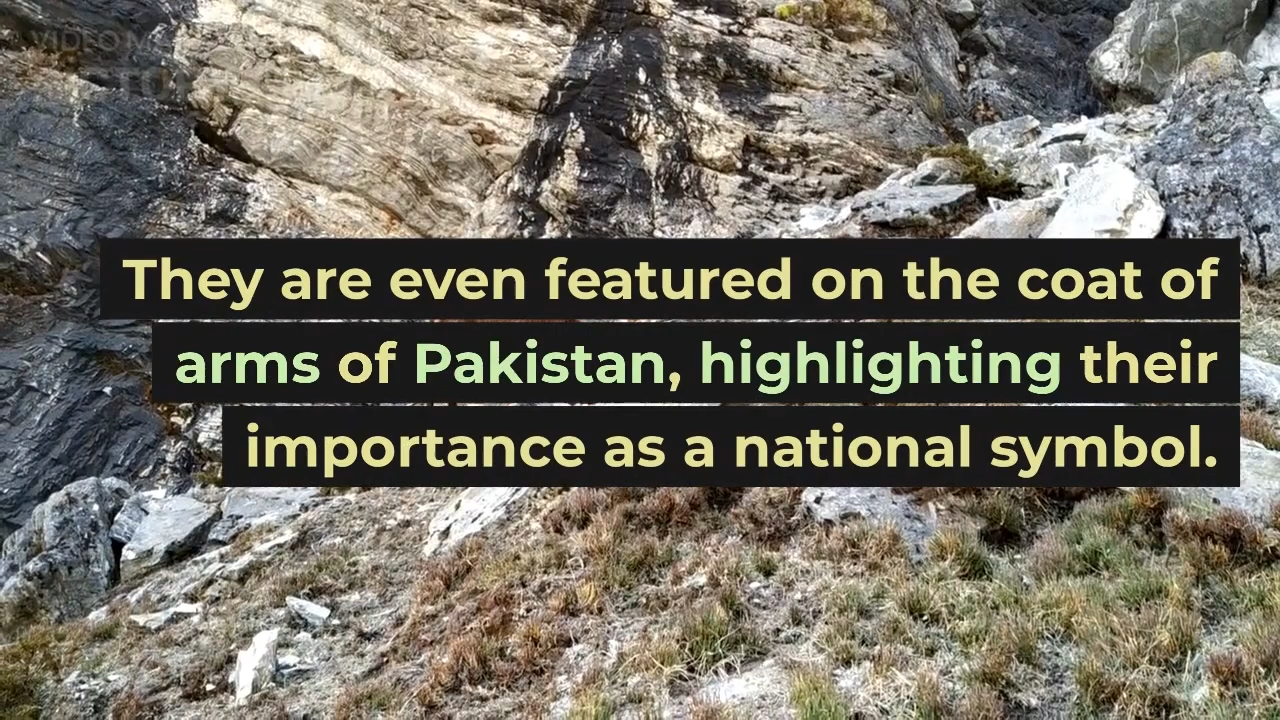 They are even featured on the coat of
arms of Pakistan, highlighting their
importance as a national symbol.